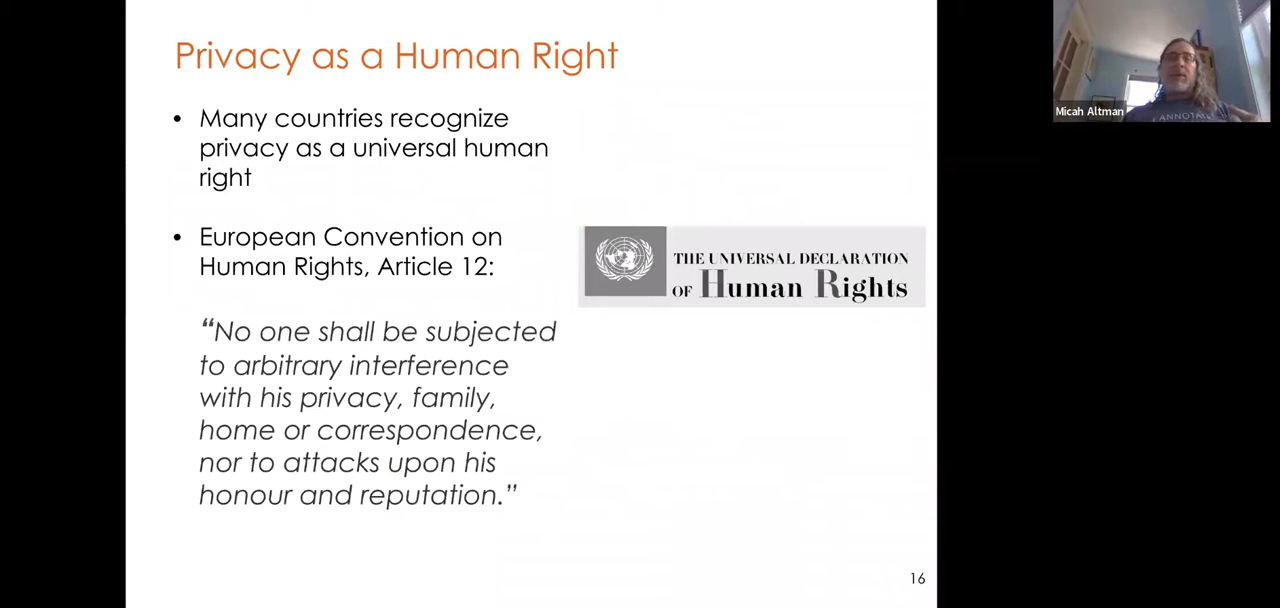 Privacy as a Human Right
• Many countries recognize
privacy as a universal human
right
• European Convention on
Human Rights, Article 12:
“No one shall be subjected
to arbitrary interference
with his privacy, family,
home or correspondence,
nor to attacks upon his
honour and reputation.”
THE UNIVERSAL DECLARATION
OF Human Rights
16
Micah Altman